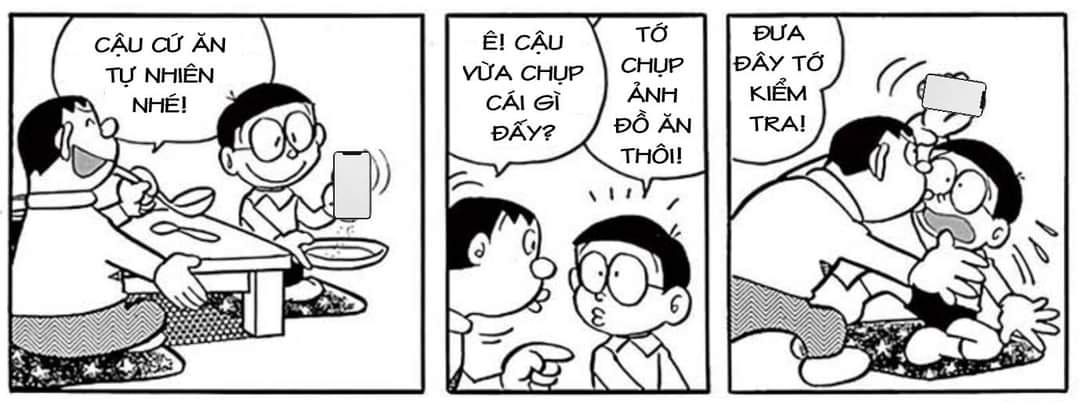 CẬU CỨ ĂN
TỰ NHIÊN
NHÉ!
Ê! CẬU
VỪA CHỤP
CÁI GÌ
ĐẤY?
TỚ
CHỤP
ẢNH
ĐỒ ĂN
THÔI!
ĐƯA
ĐÂY TỚ
KIỂM
TRA!